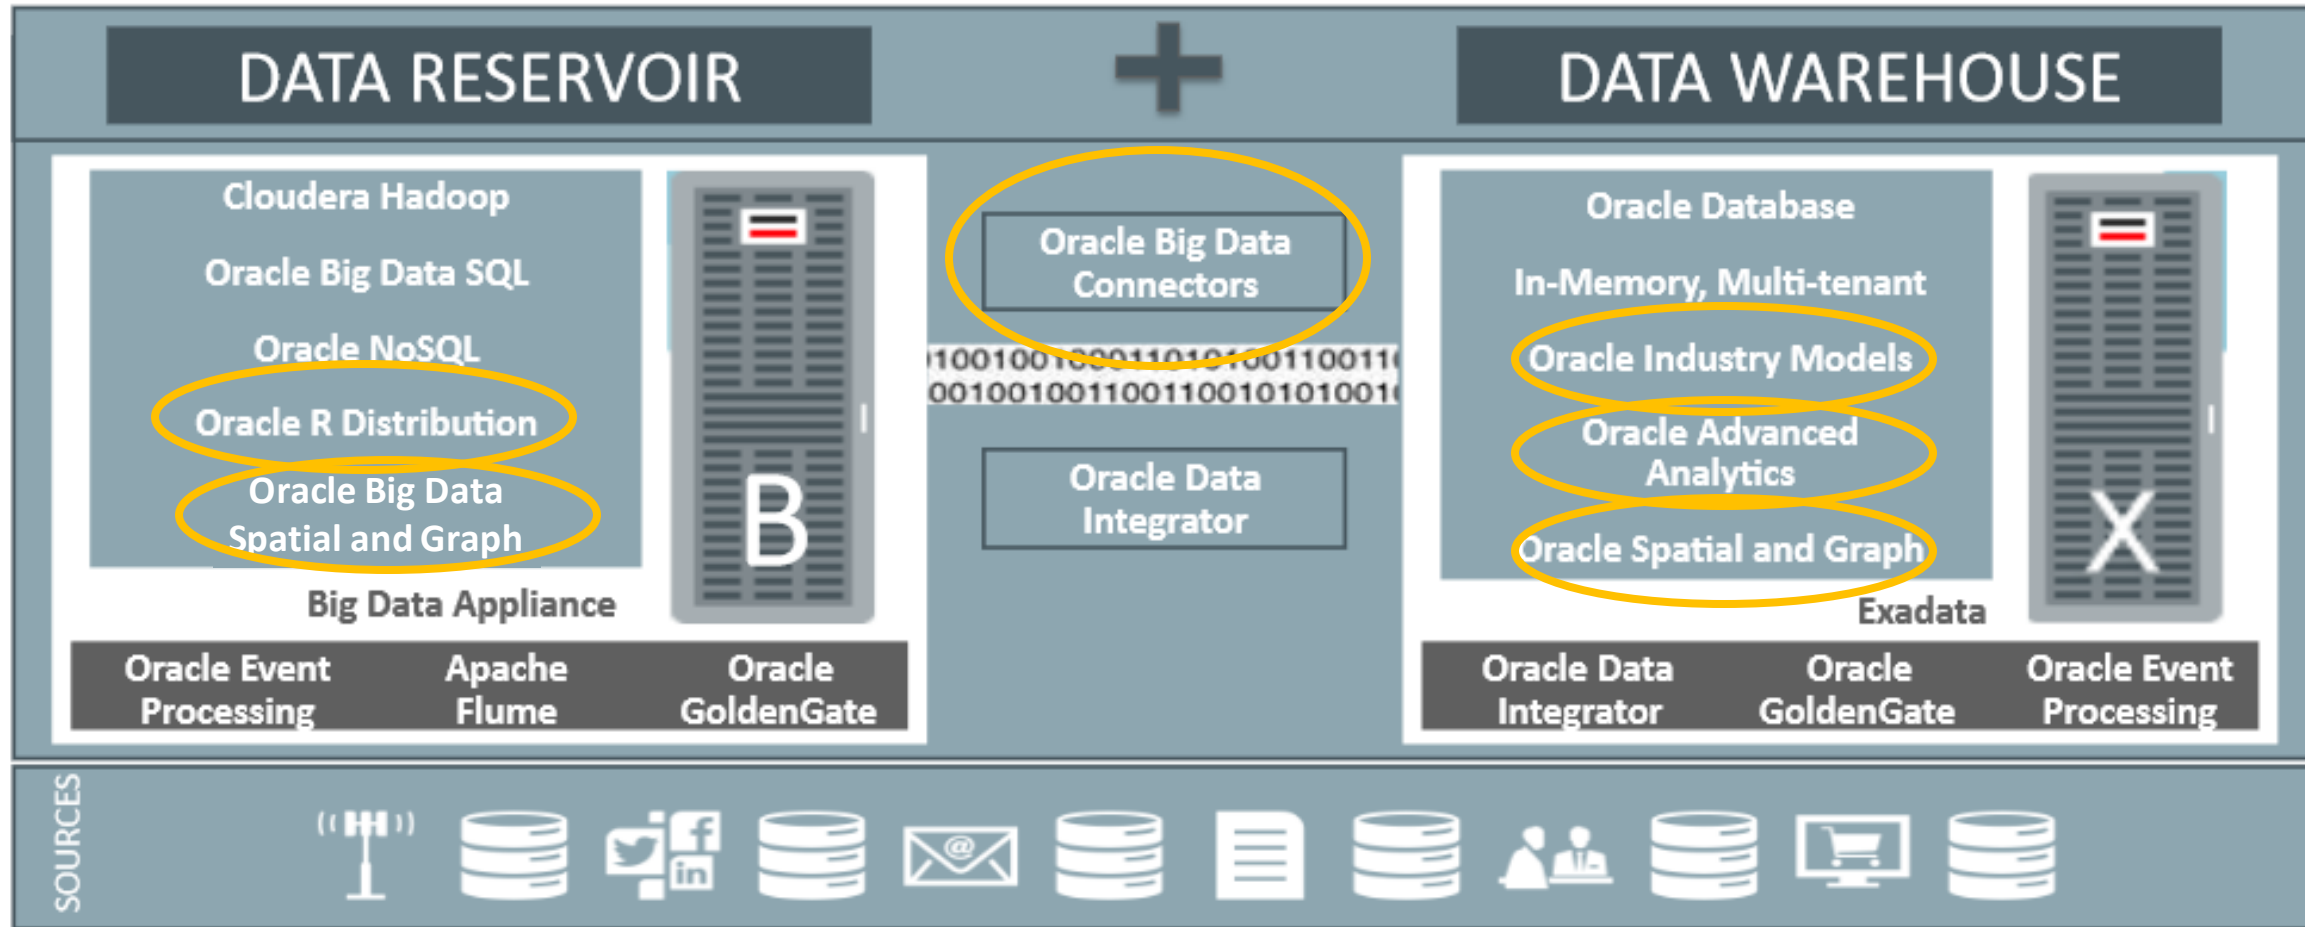 DATA RESERVOIR
DATA WAREHOUSE
Cloudera Hadoop
Oracle Big Data SQL
Oracle NoSQL
Oracle R Distribution
Oracle Big Data
Spatial and Graph
B
Big Data Appliance
Oracle Event
Processing
Apache
Flume
Oracle
GoldenGate
Oracle Big Data
Connectors
Oracle Data
Integrator
Oracle Database
In-Memory, Multi-tenant
Oracle Industry Models
Oracle Advanced
Analytics
Oracle Spatial and Graph
X
Exadata
Oracle Data
Integrator
Oracle
GoldenGate
Oracle Event
Processing
SOURCES
f
in
@